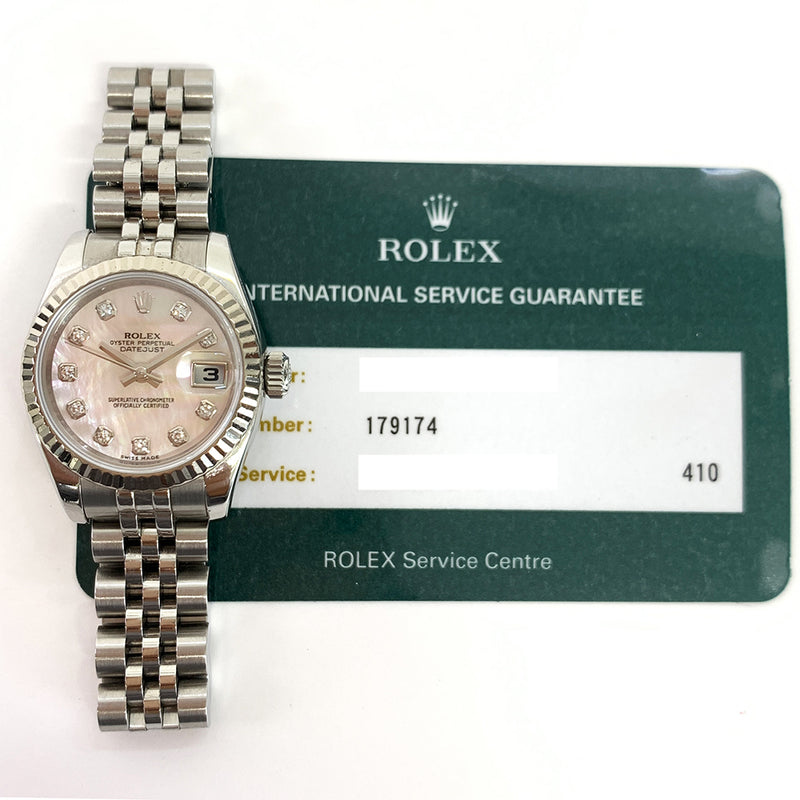 ROLEX
INTERNATIONAL SERVICE GUARANTEE
179174
Service :
410
ROLEX Service Centre
ROLEX
OYSTER PERPETUAL
DATEJUST
3
SUPERLATIVE CHRONOMETER
OFFICIALLY CERTIFIED
SWISS MADE